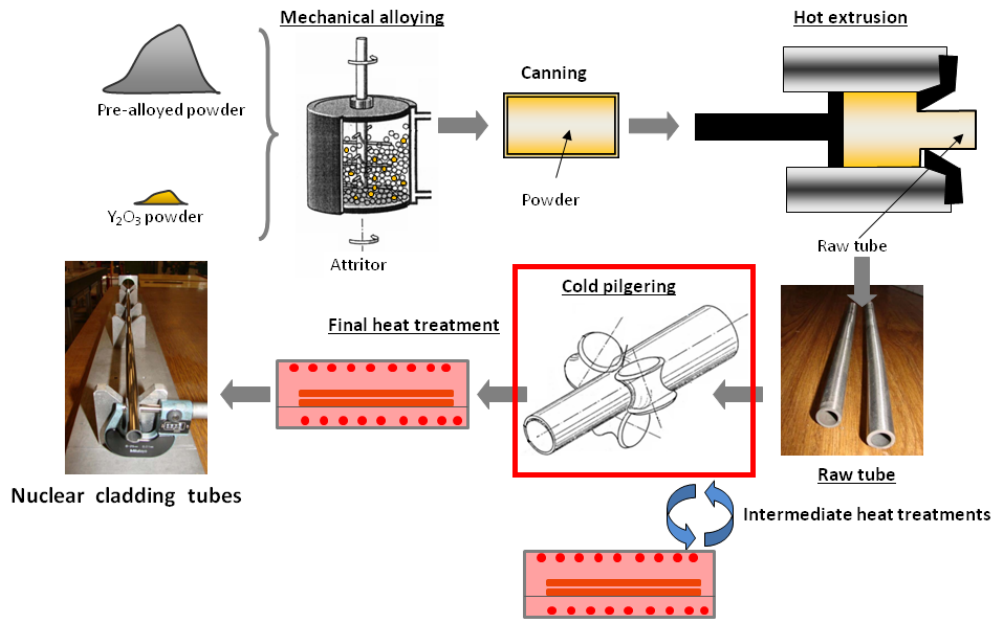 Mechanical alloying
Hot extrusion
Pre-alloyed powder
Canning
Y₂O₃ powder
Powder
Attritor
Raw tube
Cold pilgering
Final heat treatment
Raw tube
Nuclear cladding tubes
Intermediate heat treatments